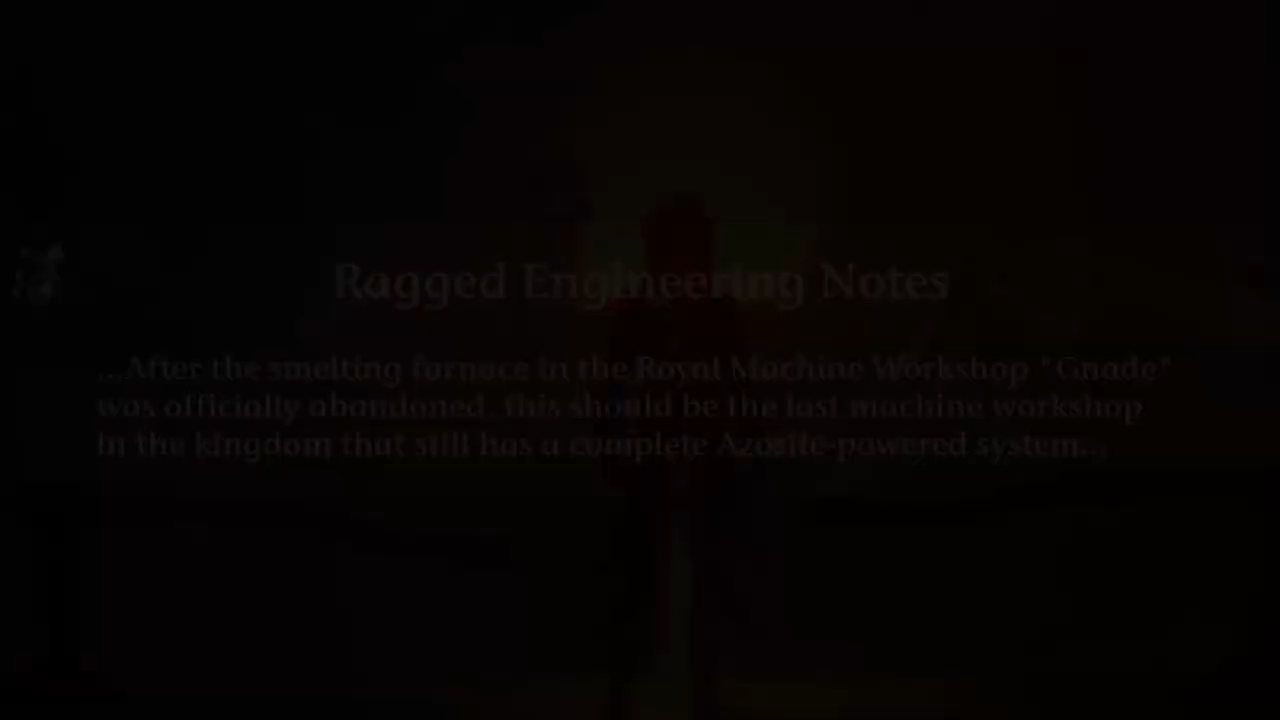 Ragged Engineering Notes
...After the smelting furnace in the Royal Machine Workshop "Gnade"
was officially abandoned, this should be the last machine workshop
in the kingdom that still has a complete Azosite-powered system...